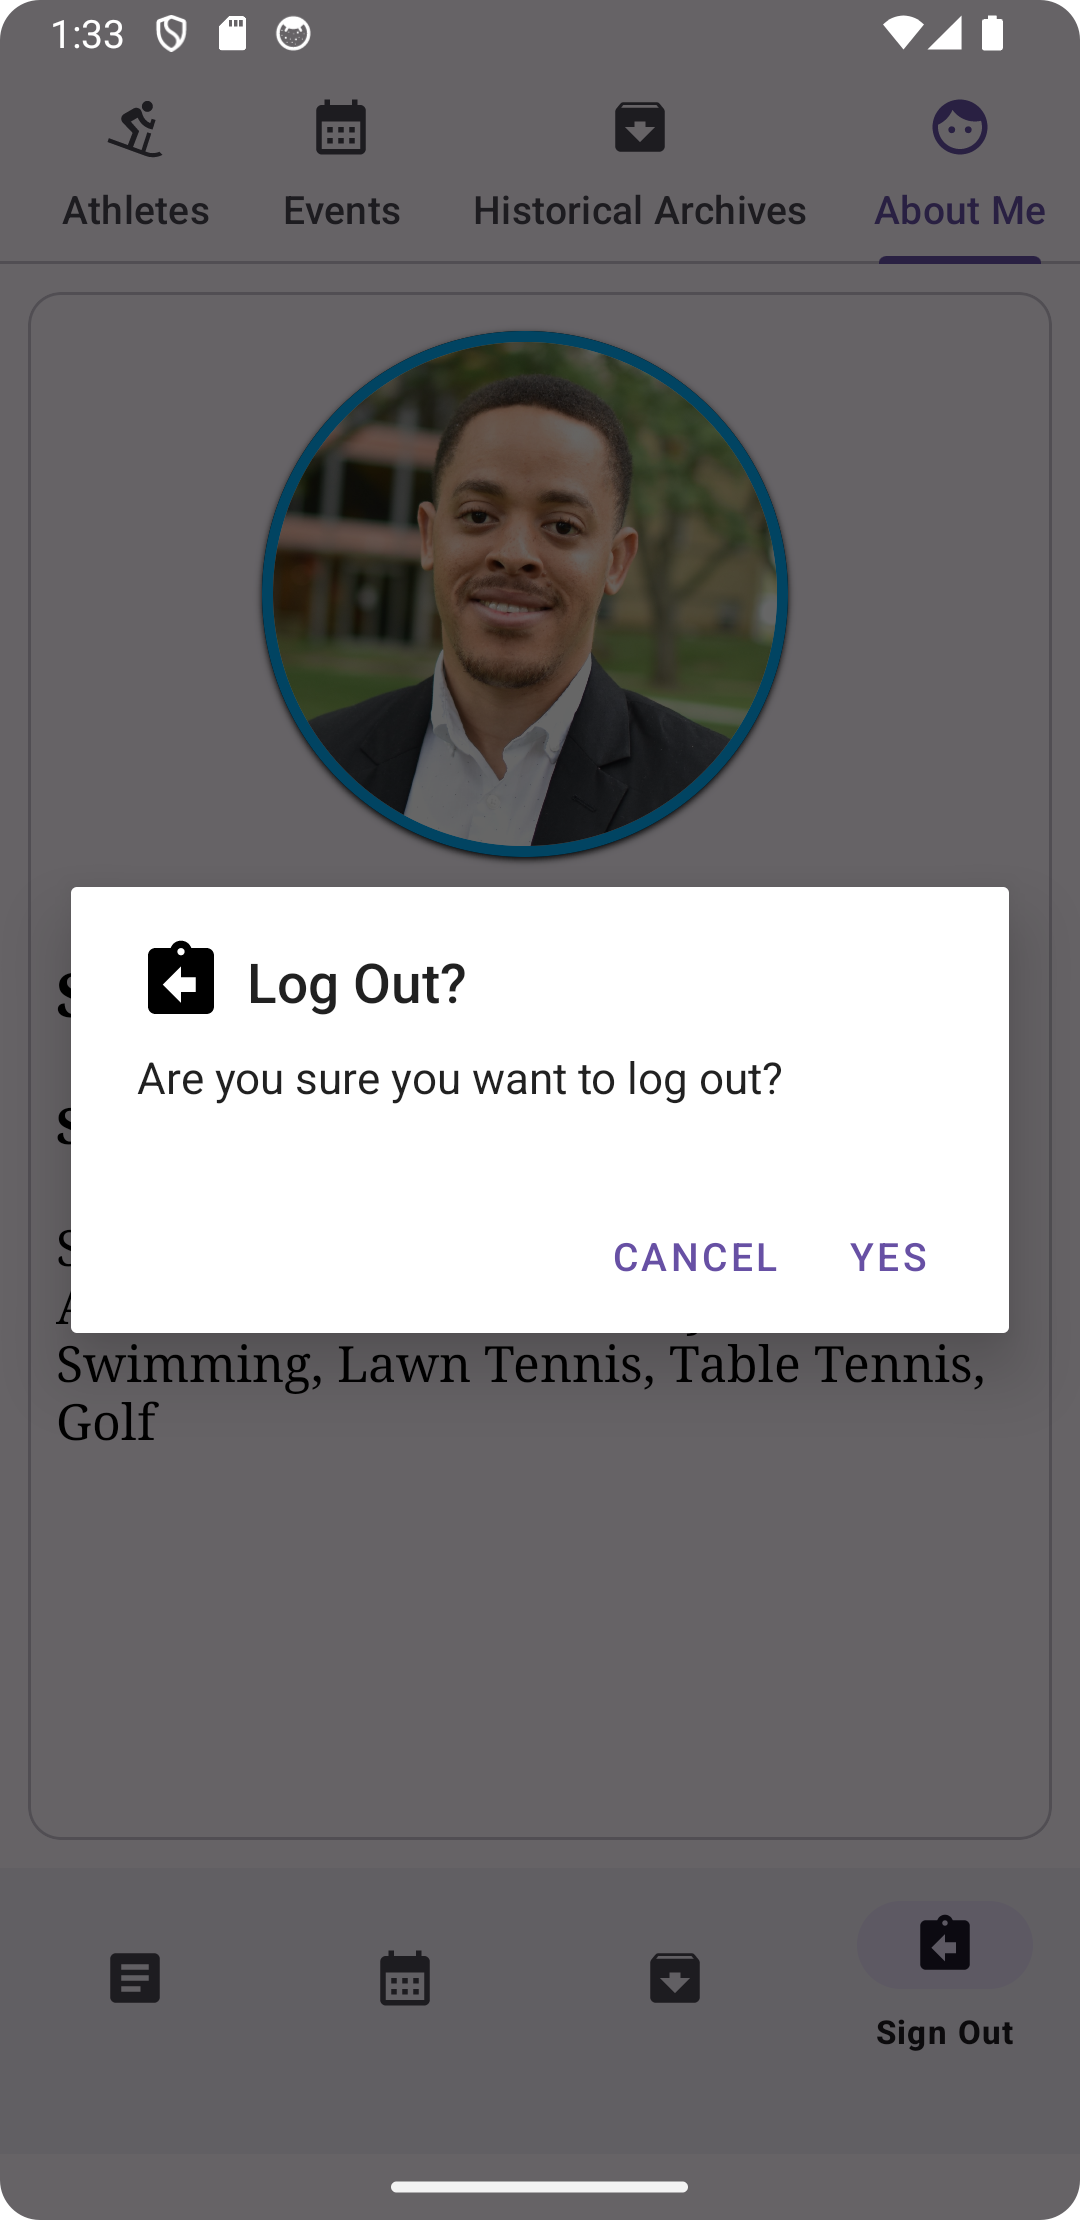 1:33
Athletes Events Historical Archives About Me
Log Out?
Are you sure you want to log out?
CANCEL YES
Swimming, Lawn Tennis, Table Tennis,
Golf
Sign Out